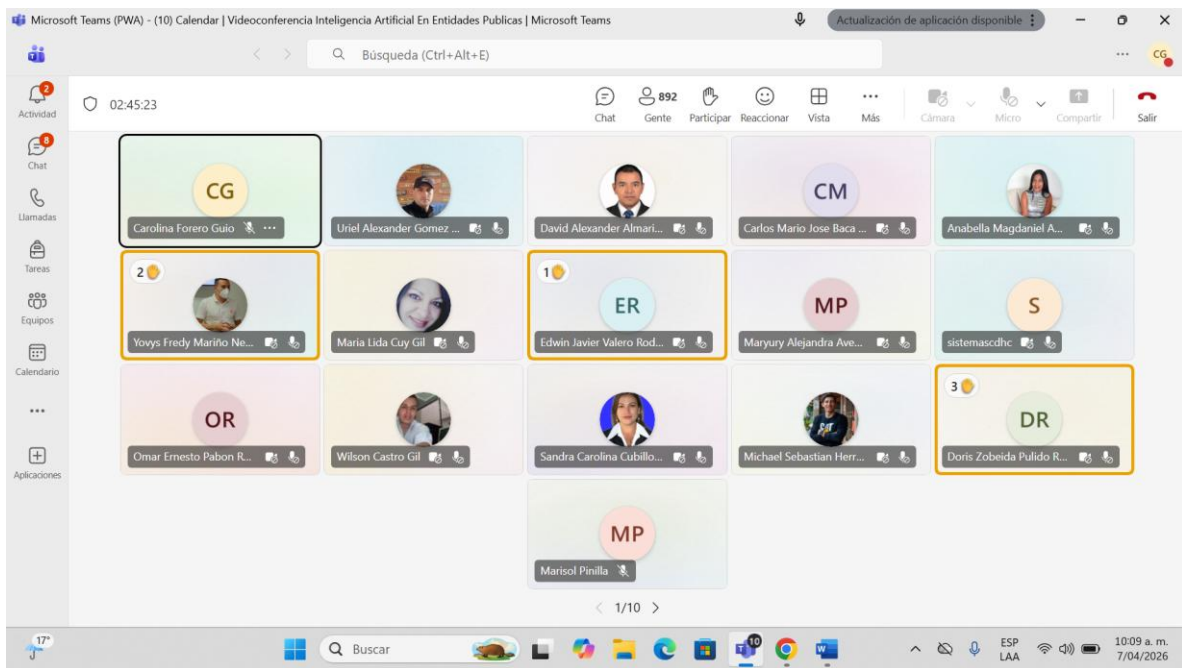 Microsoft Teams (PWA) - (10) Calendar | Videoconferencia Inteligencia Artificial En Entidades Publicas | Microsoft Teams
Actualización de aplicación disponible
Búsqueda (Ctrl+Alt+E)
CG
2
Actividad
02:45:23
Chat
892
Gente
Participar
Reaccionar
Vista
Más
Cámara
Micro
Compartir
Salir
8
Chat
Llamadas
Tareas
Equipos
Calendario
Aplicaciones
CG
Carolina Forero Guio
Uriel Alexander Gomez ...
David Alexander Almari...
CM
Carlos Mario Jose Baca ...
Anabella Magdaniel A...
2
Yovys Fredy Mariño Ne...
Maria Lida Cuy Gil
1
ER
Edwin Javier Valero Rod...
MP
Maryury Alejandra Ave...
S
sistemascdhc
OR
Omar Ernesto Pabon R...
Wilson Castro Gil
Sandra Carolina Cubillo...
Michael Sebastian Herr...
3
DR
Doris Zobeida Pulido R...
MP
Marisol Pinilla
1/10
17°
Buscar
10
ESP
LAA
10:09 a. m.
7/04/2026